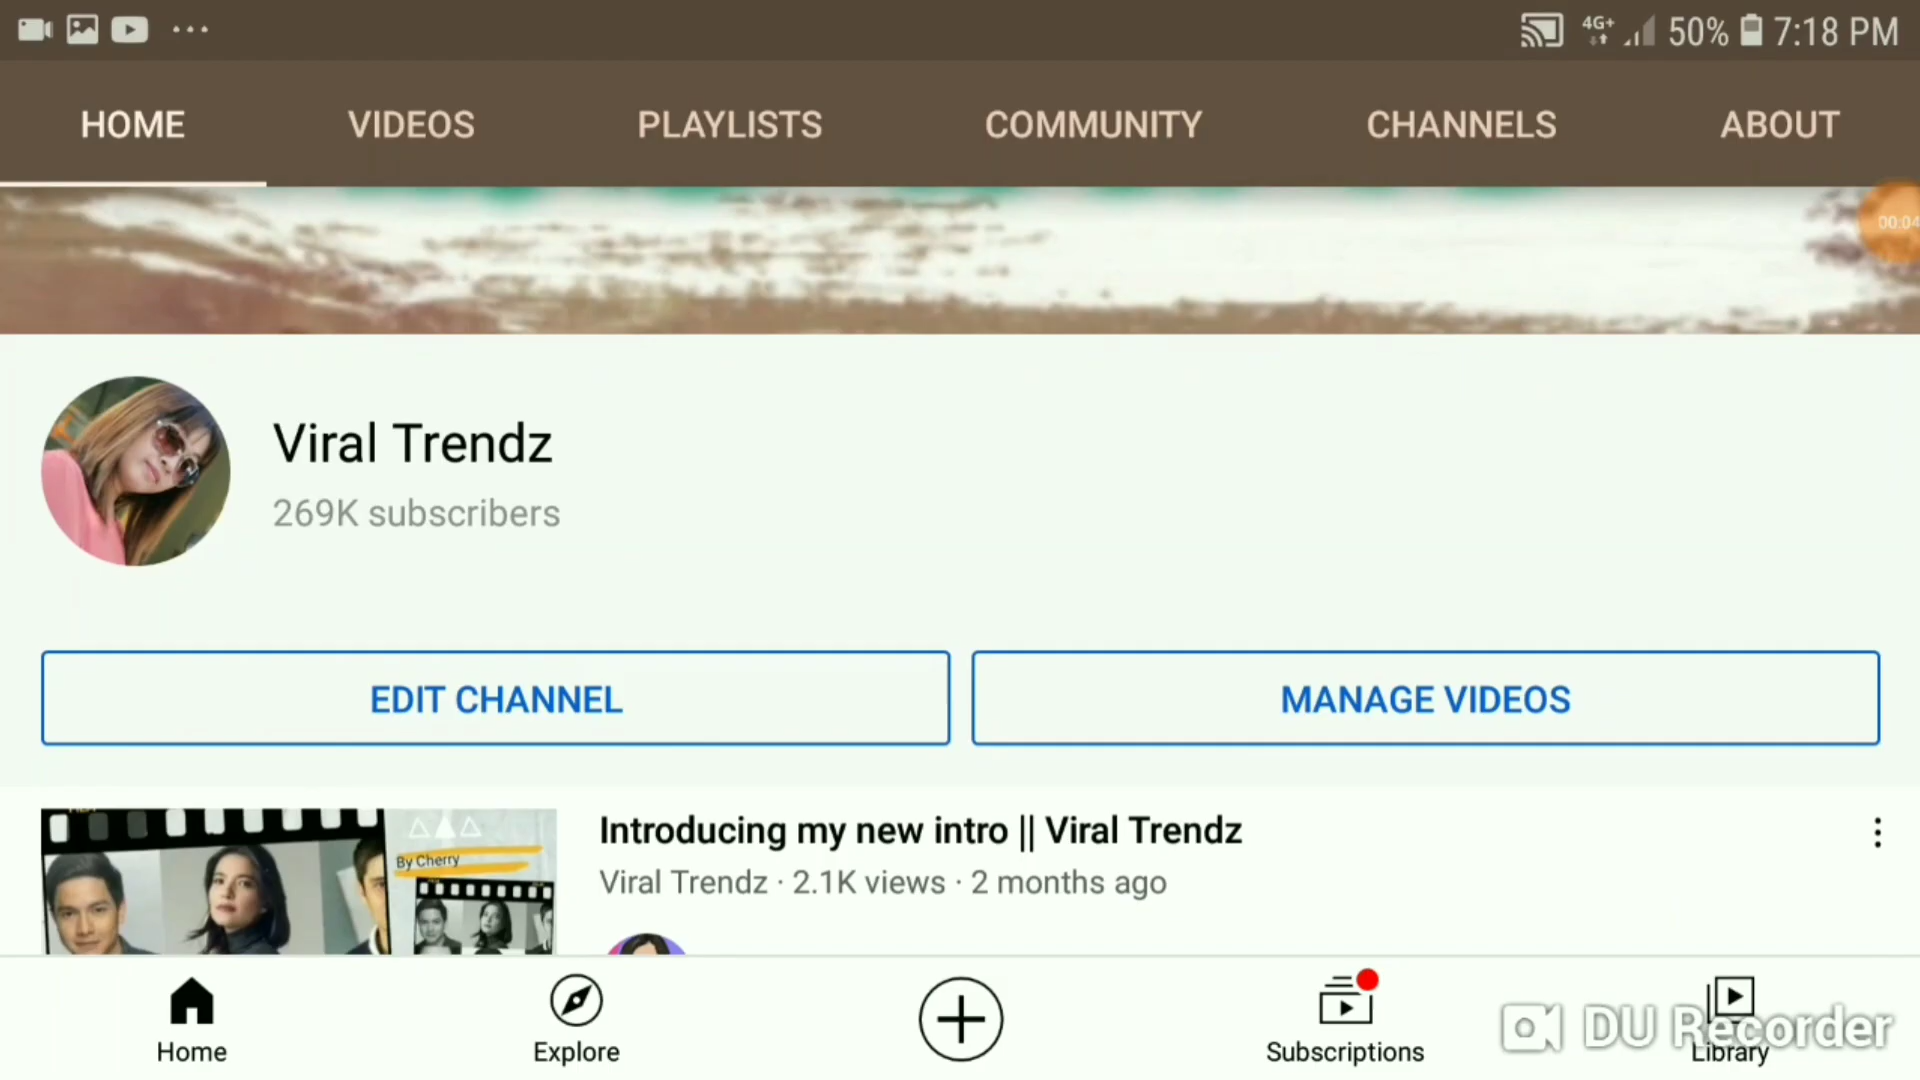 4G+ 50% 7:18 PM
HOME VIDEOS PLAYLISTS COMMUNITY CHANNELS ABOUT
00:04
Viral Trendz
269K subscribers
EDIT CHANNEL MANAGE VIDEOS
Introducing my new intro || Viral Trendz
Viral Trendz · 2.1K views · 2 months ago
By Cherry
Home Explore Subscriptions Library
DU Recorder